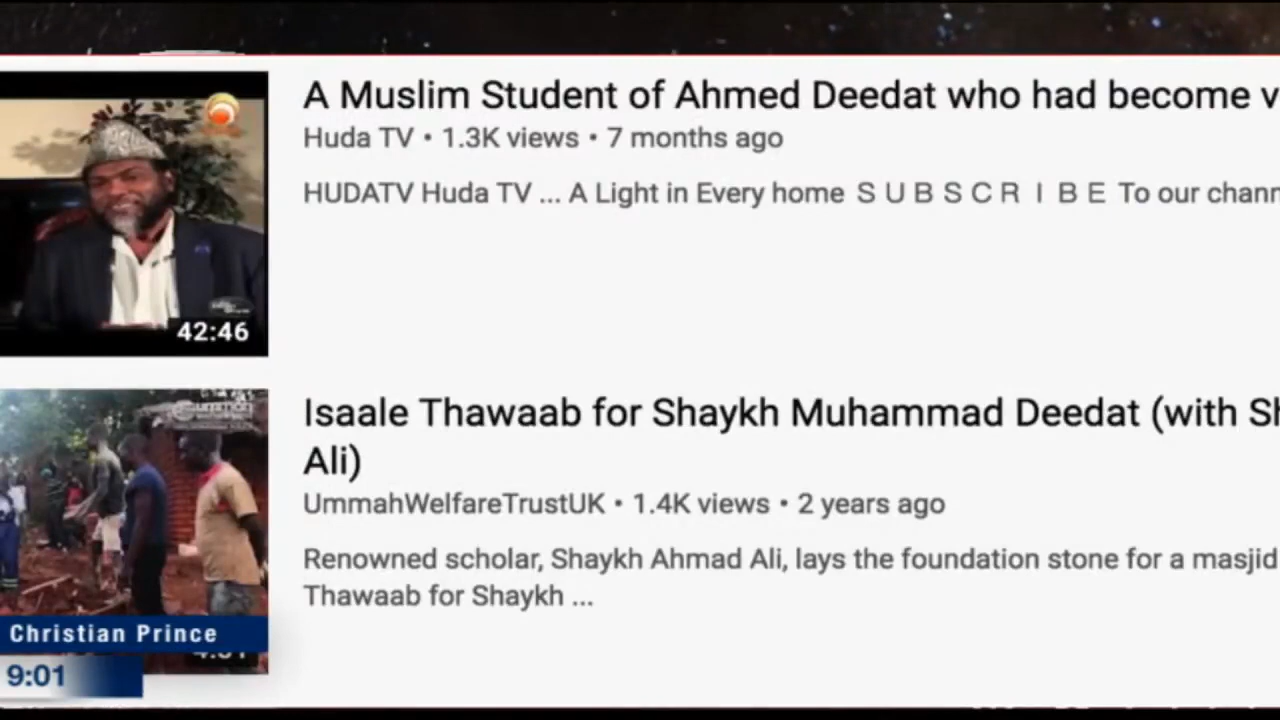 A Muslim Student of Ahmed Deedat who had become v
Huda TV • 1.3K views • 7 months ago
HUDATV Huda TV ... A Light in Every home S U B S C R I B E To our chann
42:46
Isaale Thawaab for Shaykh Muhammad Deedat (with Sh
Ali)
UmmahWelfareTrustUK • 1.4K views • 2 years ago
Renowned scholar, Shaykh Ahmad Ali, lays the foundation stone for a masjid
Thawaab for Shaykh ...
Christian Prince
9:01